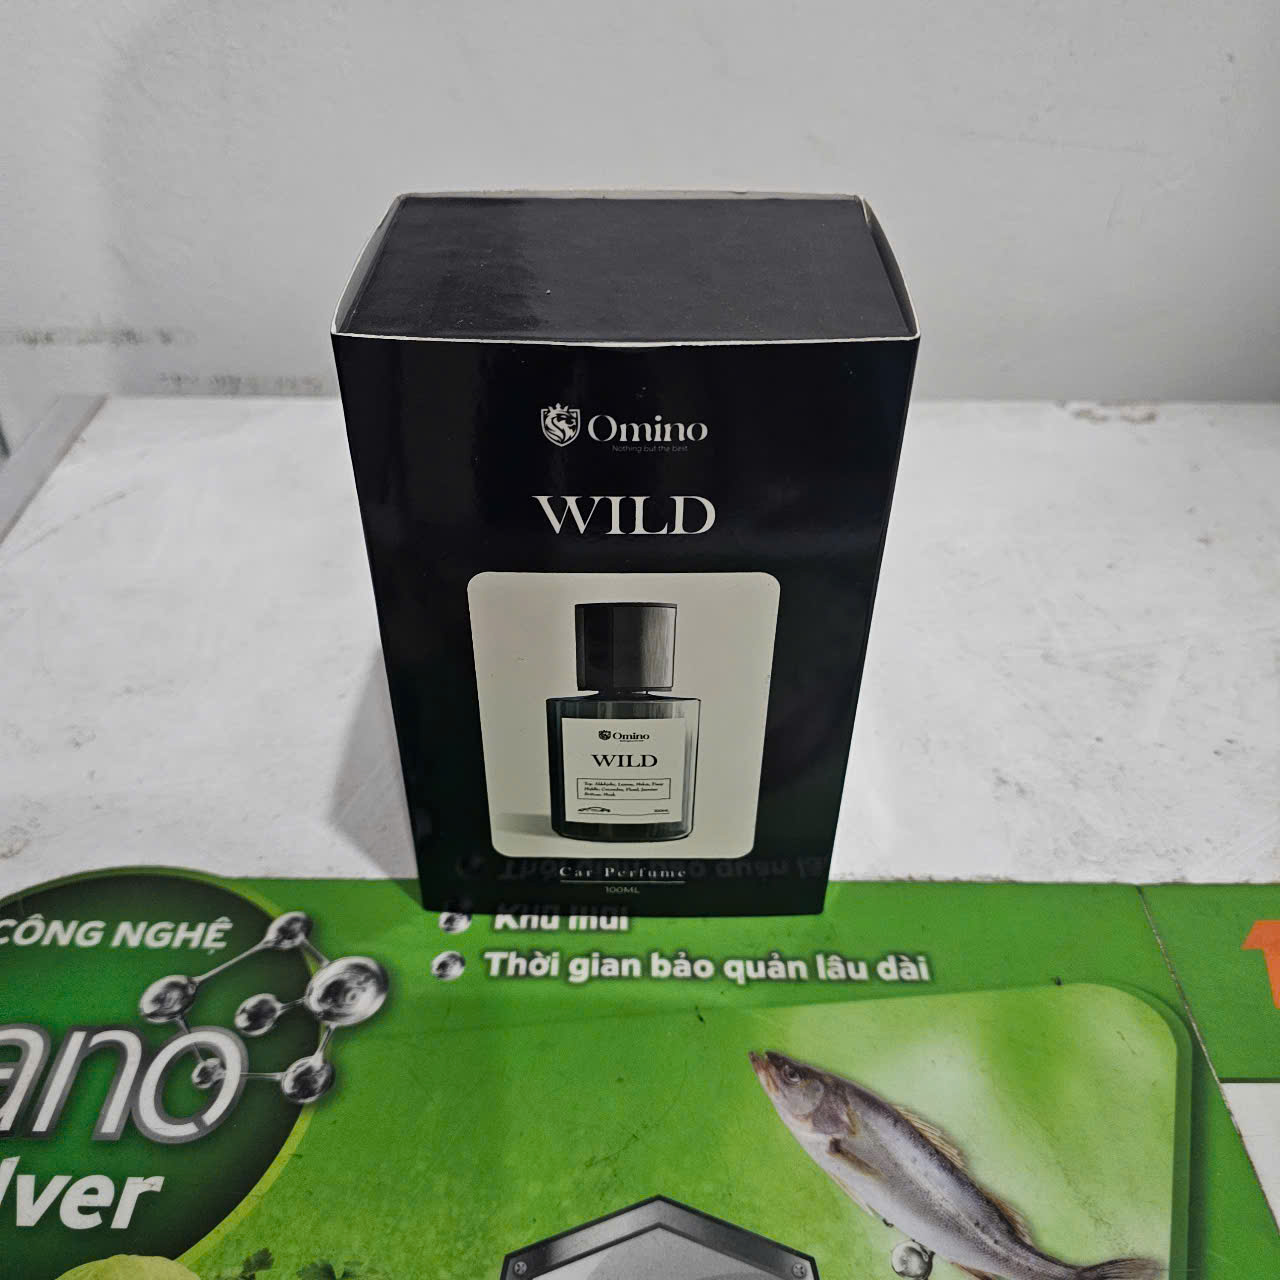 Omino
Nothing but the best
WILD
Omino
WILD
Car Perfume
100ML
CÔNG NGHỆ
ano
lver
Khử mùi
Thời gian bảo quản lâu dài